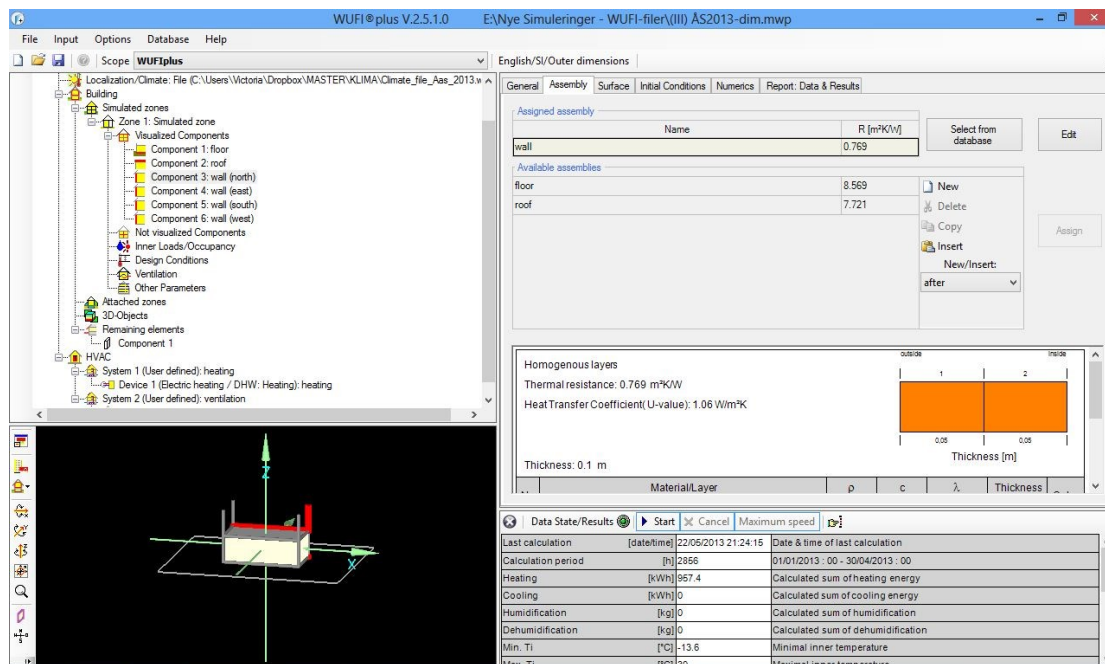 WUFI®plus V.2.5.1.0 E:\Nye Simuleringer - WUFI-filer\(III) ÅS2013-dim.mwp
File Input Options Database Help
Scope WUFIplus
English/SI/Outer dimensions
Localization/Climate: File (C:\Users\Victoria\Dropbox\MASTER\KLIMA\Climate_file_Aas_2013.w
Building
Simulated zones
Zone 1: Simulated zone
Visualized Components
Component 1: floor
Component 2: roof
Component 3: wall (north)
Component 4: wall (east)
Component 5: wall (south)
Component 6: wall (west)
Not visualized Components
Inner Loads/Occupancy
Design Conditions
Ventilation
Other Parameters
Attached zones
3D-Objects
Remaining elements
Component 1
HVAC
System 1 (User defined): heating
Device 1 (Electric heating / DHW: Heating): heating
System 2 (User defined): ventilation
General Assembly Surface Initial Conditions Numerics Report: Data & Results
Assigned assembly
Name R [m²K/W]
wall 0.769
Select from database
Edit
Available assemblies
floor 8.569
roof 7.721
New
Delete
Copy
Insert
New/Insert:
after
Assign
Homogenous layers
Thermal resistance: 0.769 m²K/W
Heat Transfer Coefficient( U-value): 1.06 W/m²K
Thickness: 0.1 m
outside inside
1 2
0,05 0,05
Thickness [m]
Material/Layer ρ c λ Thickness
Z
X
Data State/Results Start Cancel Maximum speed
Last calculation [date/time] 22/05/2013 21:24:15 Date & time of last calculation
Calculation period [h] 2856 01/01/2013 : 00 - 30/04/2013 : 00
Heating [kWh] 957.4 Calculated sum of heating energy
Cooling [kWh] 0 Calculated sum of cooling energy
Humidification [kg] 0 Calculated sum of humidification
Dehumidification [kg] 0 Calculated sum of dehumidification
Min. Ti [°C] -13.6 Minimal inner temperature
Max. Ti [°C] 20 Maximal inner temperature